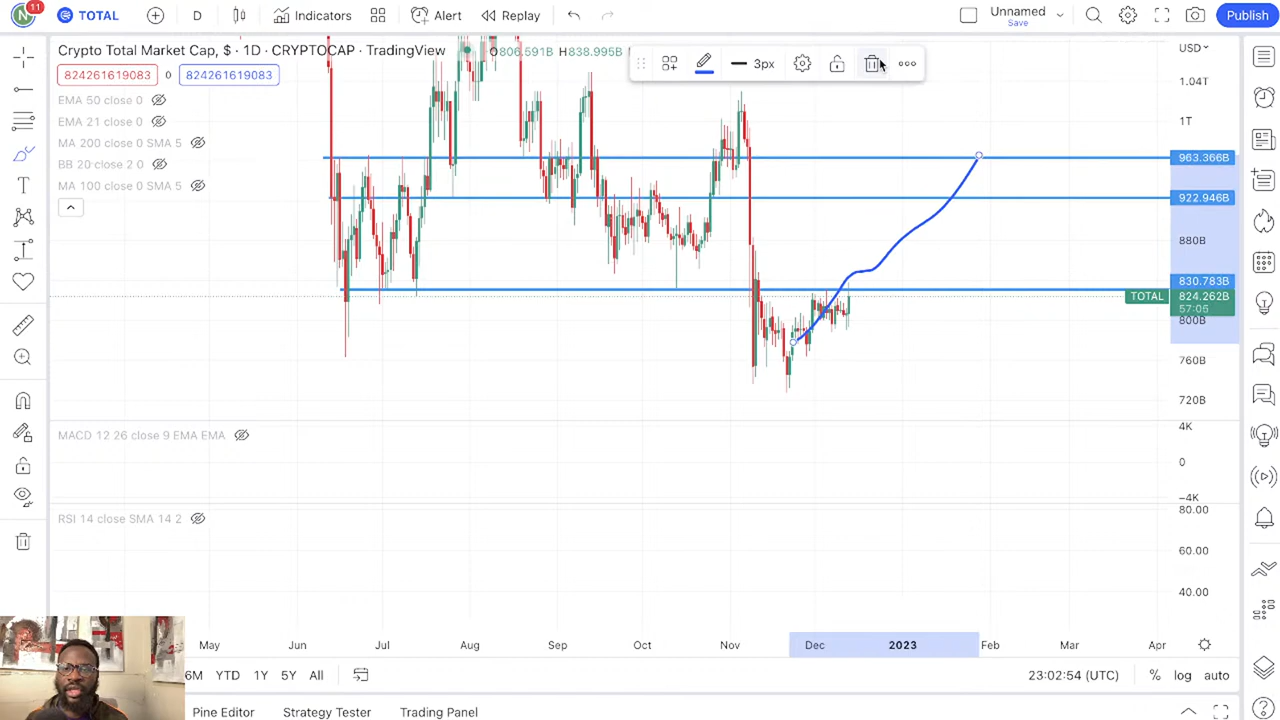 N 11 TOTAL D Indicators Alert Replay Unnamed Save Publish
Crypto Total Market Cap, $ · 1D · CRYPTOCAP · TradingView O806.591B H838.995B
824261619083 0 824261619083
3px
EMA 50 close 0
EMA 21 close 0
MA 200 close 0 SMA 5
BB 20 close 2 0
MA 100 close 0 SMA 5
USD
1.04T
1T
963.366B
922.946B
880B
830.783B
TOTAL 824.262B
57:06
800B
760B
720B
MACD 12 26 close 9 EMA EMA
4K
0
−4K
RSI 14 close SMA 14 2
80.00
60.00
40.00
May Jun Jul Aug Sep Oct Nov Dec 2023 Feb Mar Apr
6M YTD 1Y 5Y All 23:02:54 (UTC) % log auto
Pine Editor Strategy Tester Trading Panel